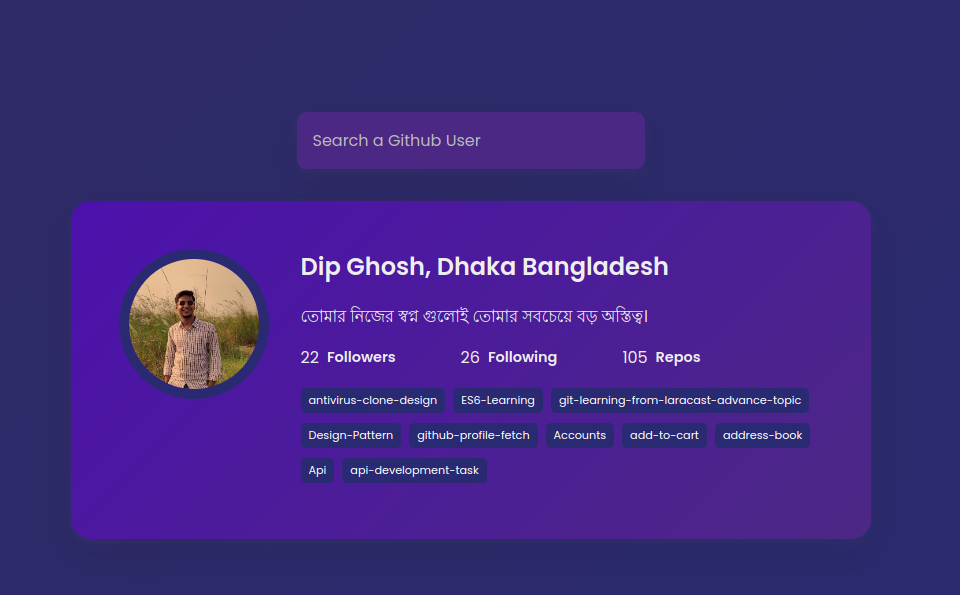 Search a Github User
Dip Ghosh, Dhaka Bangladesh
তোমার নিজের স্বপ্ন গুলোই তোমার সবচেয়ে বড় অস্তিত্ব।
22 Followers 26 Following 105 Repos
antivirus-clone-design ES6-Learning git-learning-from-laracast-advance-topic
Design-Pattern github-profile-fetch Accounts add-to-cart address-book
Api api-development-task